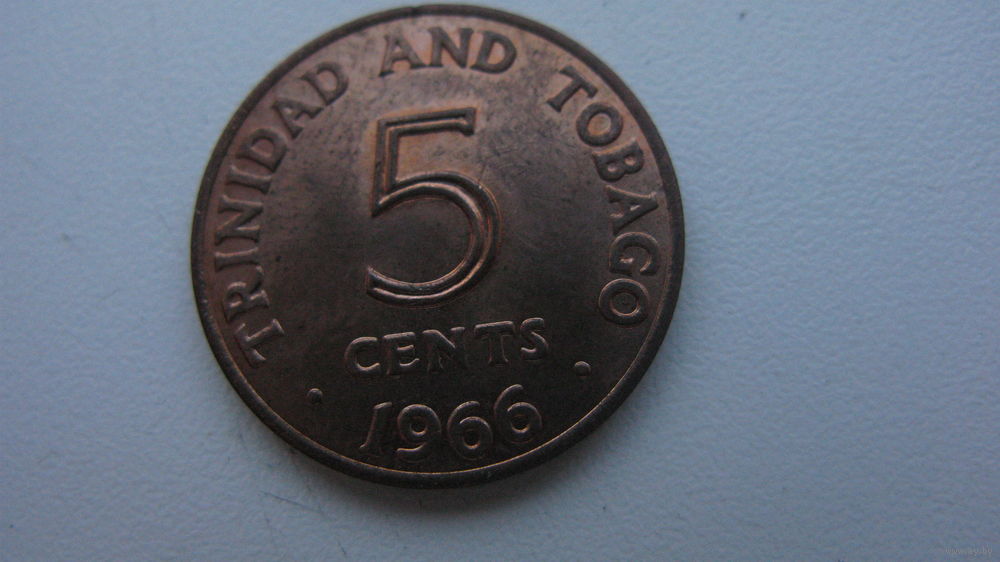 TRINIDAD AND TOBAGO
5
CENTS
1966